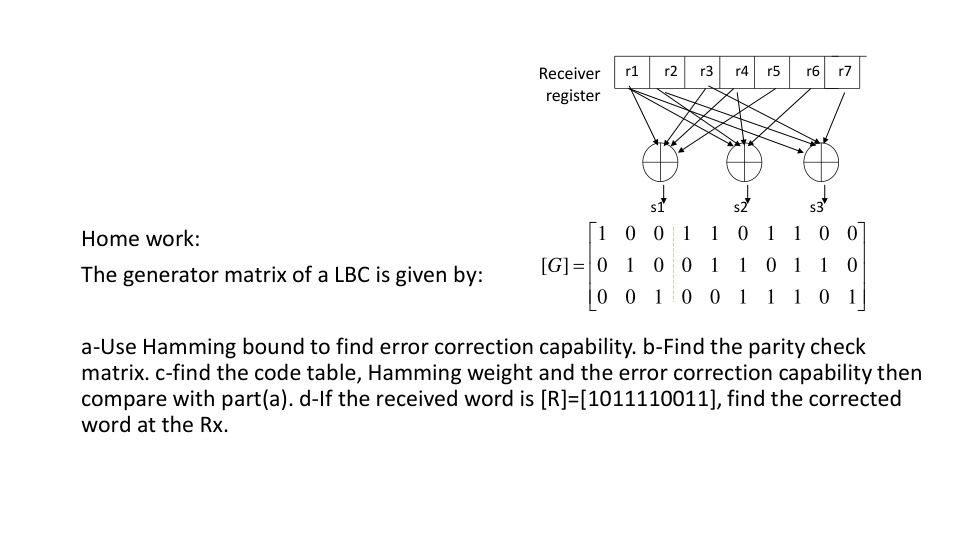 Receiver register
r1 r2 r3 r4 r5 r6 r7
s1 s2 s3
Home work:
The generator matrix of a LBC is given by:
[G]=
1 0 0 1 1 0 1 1 0 0
0 1 0 0 1 1 0 1 1 0
0 0 1 0 0 1 1 1 0 1
a-Use Hamming bound to find error correction capability. b-Find the parity check
matrix. c-find the code table, Hamming weight and the error correction capability then
compare with part(a). d-If the received word is [R]=[1011110011], find the corrected
word at the Rx.